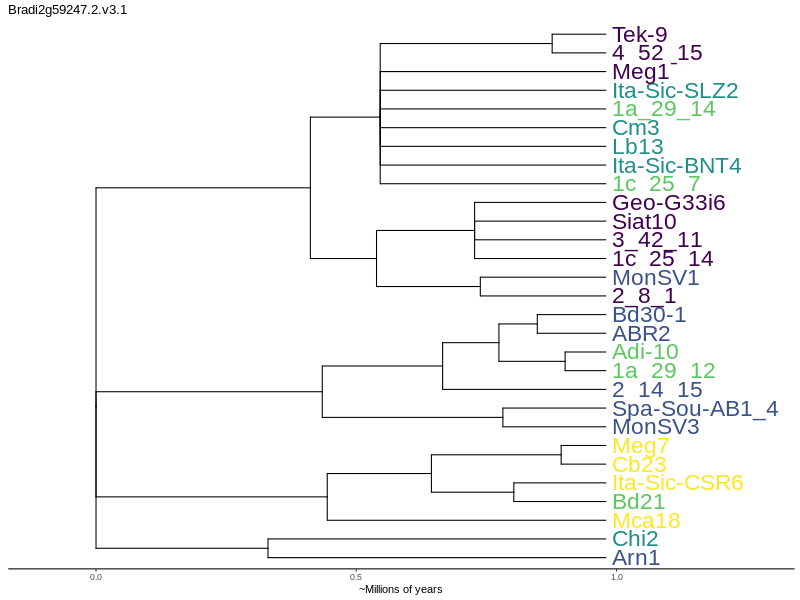 Bradi2g59247.2.v3.1
Tek-9
4_52_15
Meg1
Ita-Sic-SLZ2
1a_29_14
Cm3
Lb13
Ita-Sic-BNT4
1c_25_7
Geo-G33i6
Siat10
3_42_11
1c_25_14
MonSV1
2_8_1
Bd30-1
ABR2
Adi-10
1a_29_12
2_14_15
Spa-Sou-AB1_4
MonSV3
Meg7
Cb23
Ita-Sic-CSR6
Bd21
Mca18
Chi2
Arn1
0.0 0.5 1.0
~Millions of years